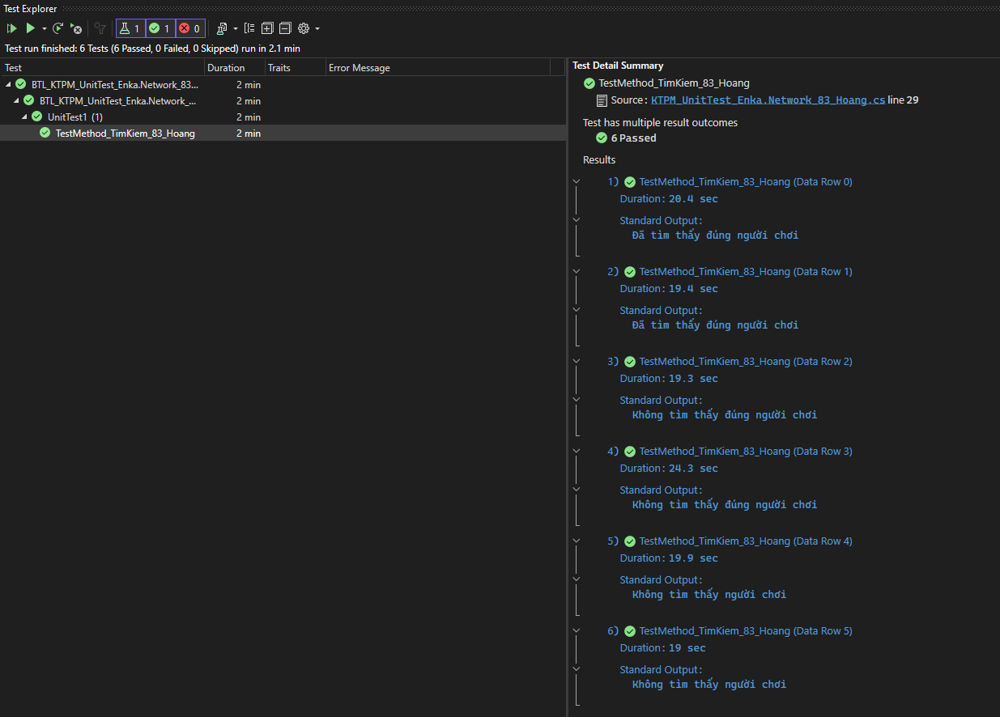 Test Explorer
1 1 0
Test run finished: 6 Tests (6 Passed, 0 Failed, 0 Skipped) run in 2.1 min
Test Duration Traits Error Message
BTL_KTPM_UnitTest_Enka.Network_83... 2 min
BTL_KTPM_UnitTest_Enka.Network_... 2 min
UnitTest1 (1) 2 min
TestMethod_TimKiem_83_Hoang 2 min
Test Detail Summary
TestMethod_TimKiem_83_Hoang
Source: KTPM_UnitTest_Enka.Network_83_Hoang.cs line 29
Test has multiple result outcomes
6 Passed
Results
1) TestMethod_TimKiem_83_Hoang (Data Row 0)
Duration: 20.4 sec
Standard Output:
Đã tìm thấy đúng người chơi
2) TestMethod_TimKiem_83_Hoang (Data Row 1)
Duration: 19.4 sec
Standard Output:
Đã tìm thấy đúng người chơi
3) TestMethod_TimKiem_83_Hoang (Data Row 2)
Duration: 19.3 sec
Standard Output:
Không tìm thấy đúng người chơi
4) TestMethod_TimKiem_83_Hoang (Data Row 3)
Duration: 24.3 sec
Standard Output:
Không tìm thấy đúng người chơi
5) TestMethod_TimKiem_83_Hoang (Data Row 4)
Duration: 19.9 sec
Standard Output:
Không tìm thấy người chơi
6) TestMethod_TimKiem_83_Hoang (Data Row 5)
Duration: 19 sec
Standard Output:
Không tìm thấy người chơi